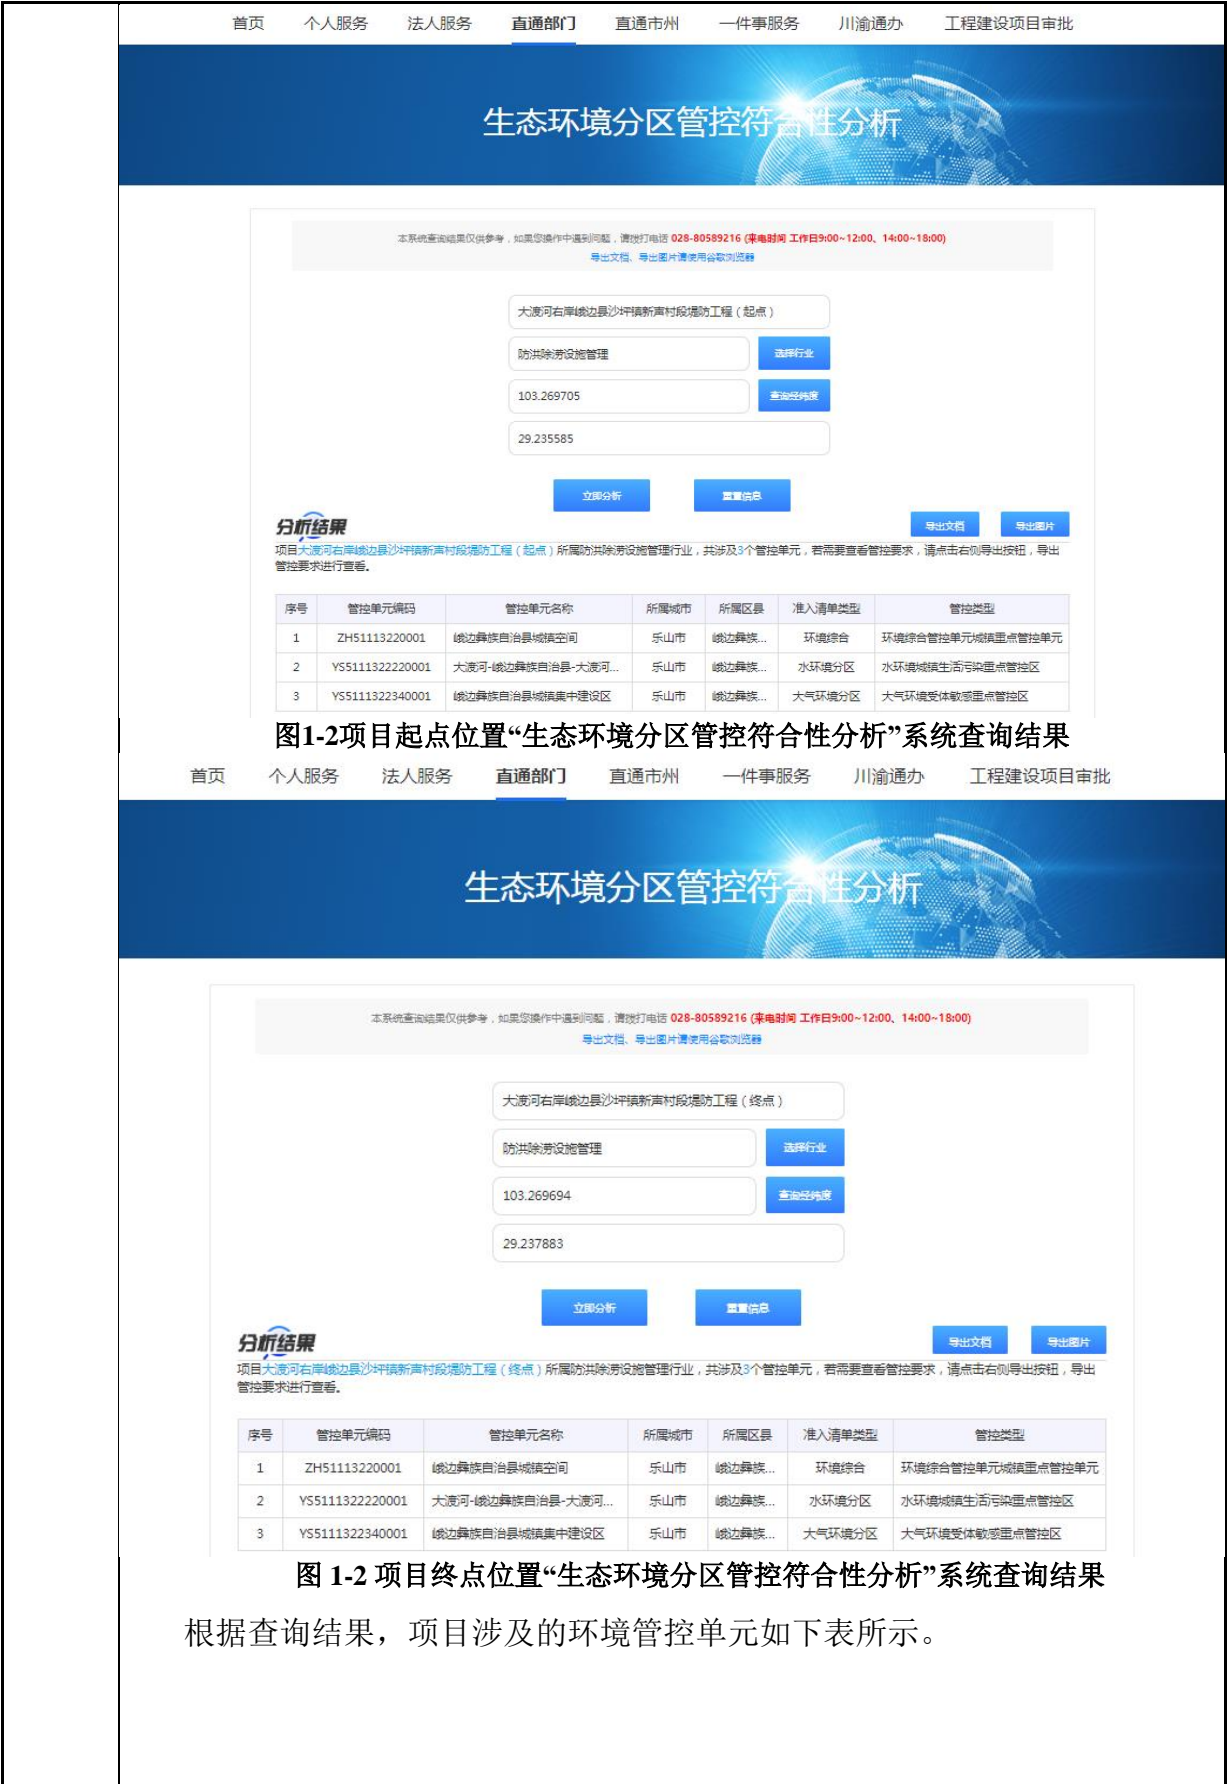 首页 个人服务 法人服务 直通部门 直通市州 一件事服务 川渝通办 工程建设项目审批
生态环境分区管控符合性分析
本系统查询结果仅供参考，如果您操作中遇到问题，请拨打电话 028-80589216 (来电时间 工作日9:00~12:00、14:00~18:00)
导出文档、导出图片请使用谷歌浏览器
大渡河右岸峨边县沙坪镇新声村段堤防工程（起点）
防洪除涝设施管理 选择行业
103.269705 查询经纬度
29.235585
立即分析 重置信息
分析结果 导出文档 导出图片
项目大渡河右岸峨边县沙坪镇新声村段堤防工程（起点）所属防洪除涝设施管理行业，共涉及3个管控单元，若需要查看管控要求，请点击右侧导出按钮，导出
管控要求进行查看。
序号 管控单元编码 管控单元名称 所属城市 所属区县 准入清单类型 管控类型
1 ZH51113220001 峨边彝族自治县城镇空间 乐山市 峨边彝族... 环境综合 环境综合管控单元城镇重点管控单元
2 YS5111322220001 大渡河-峨边彝族自治县-大渡河... 乐山市 峨边彝族... 水环境分区 水环境城镇生活污染重点管控区
3 YS5111322340001 峨边彝族自治县城镇集中建设区 乐山市 峨边彝族... 大气环境分区 大气环境受体敏感重点管控区
图1-2项目起点位置“生态环境分区管控符合性分析”系统查询结果
首页 个人服务 法人服务 直通部门 直通市州 一件事服务 川渝通办 工程建设项目审批
生态环境分区管控符合性分析
本系统查询结果仅供参考，如果您操作中遇到问题，请拨打电话 028-80589216 (来电时间 工作日9:00~12:00、14:00~18:00)
导出文档、导出图片请使用谷歌浏览器
大渡河右岸峨边县沙坪镇新声村段堤防工程（终点）
防洪除涝设施管理 选择行业
103.269694 查询经纬度
29.237883
立即分析 重置信息
分析结果 导出文档 导出图片
项目大渡河右岸峨边县沙坪镇新声村段堤防工程（终点）所属防洪除涝设施管理行业，共涉及3个管控单元，若需要查看管控要求，请点击右侧导出按钮，导出
管控要求进行查看。
序号 管控单元编码 管控单元名称 所属城市 所属区县 准入清单类型 管控类型
1 ZH51113220001 峨边彝族自治县城镇空间 乐山市 峨边彝族... 环境综合 环境综合管控单元城镇重点管控单元
2 YS5111322220001 大渡河-峨边彝族自治县-大渡河... 乐山市 峨边彝族... 水环境分区 水环境城镇生活污染重点管控区
3 YS5111322340001 峨边彝族自治县城镇集中建设区 乐山市 峨边彝族... 大气环境分区 大气环境受体敏感重点管控区
图 1-2 项目终点位置“生态环境分区管控符合性分析”系统查询结果
根据查询结果，项目涉及的环境管控单元如下表所示。